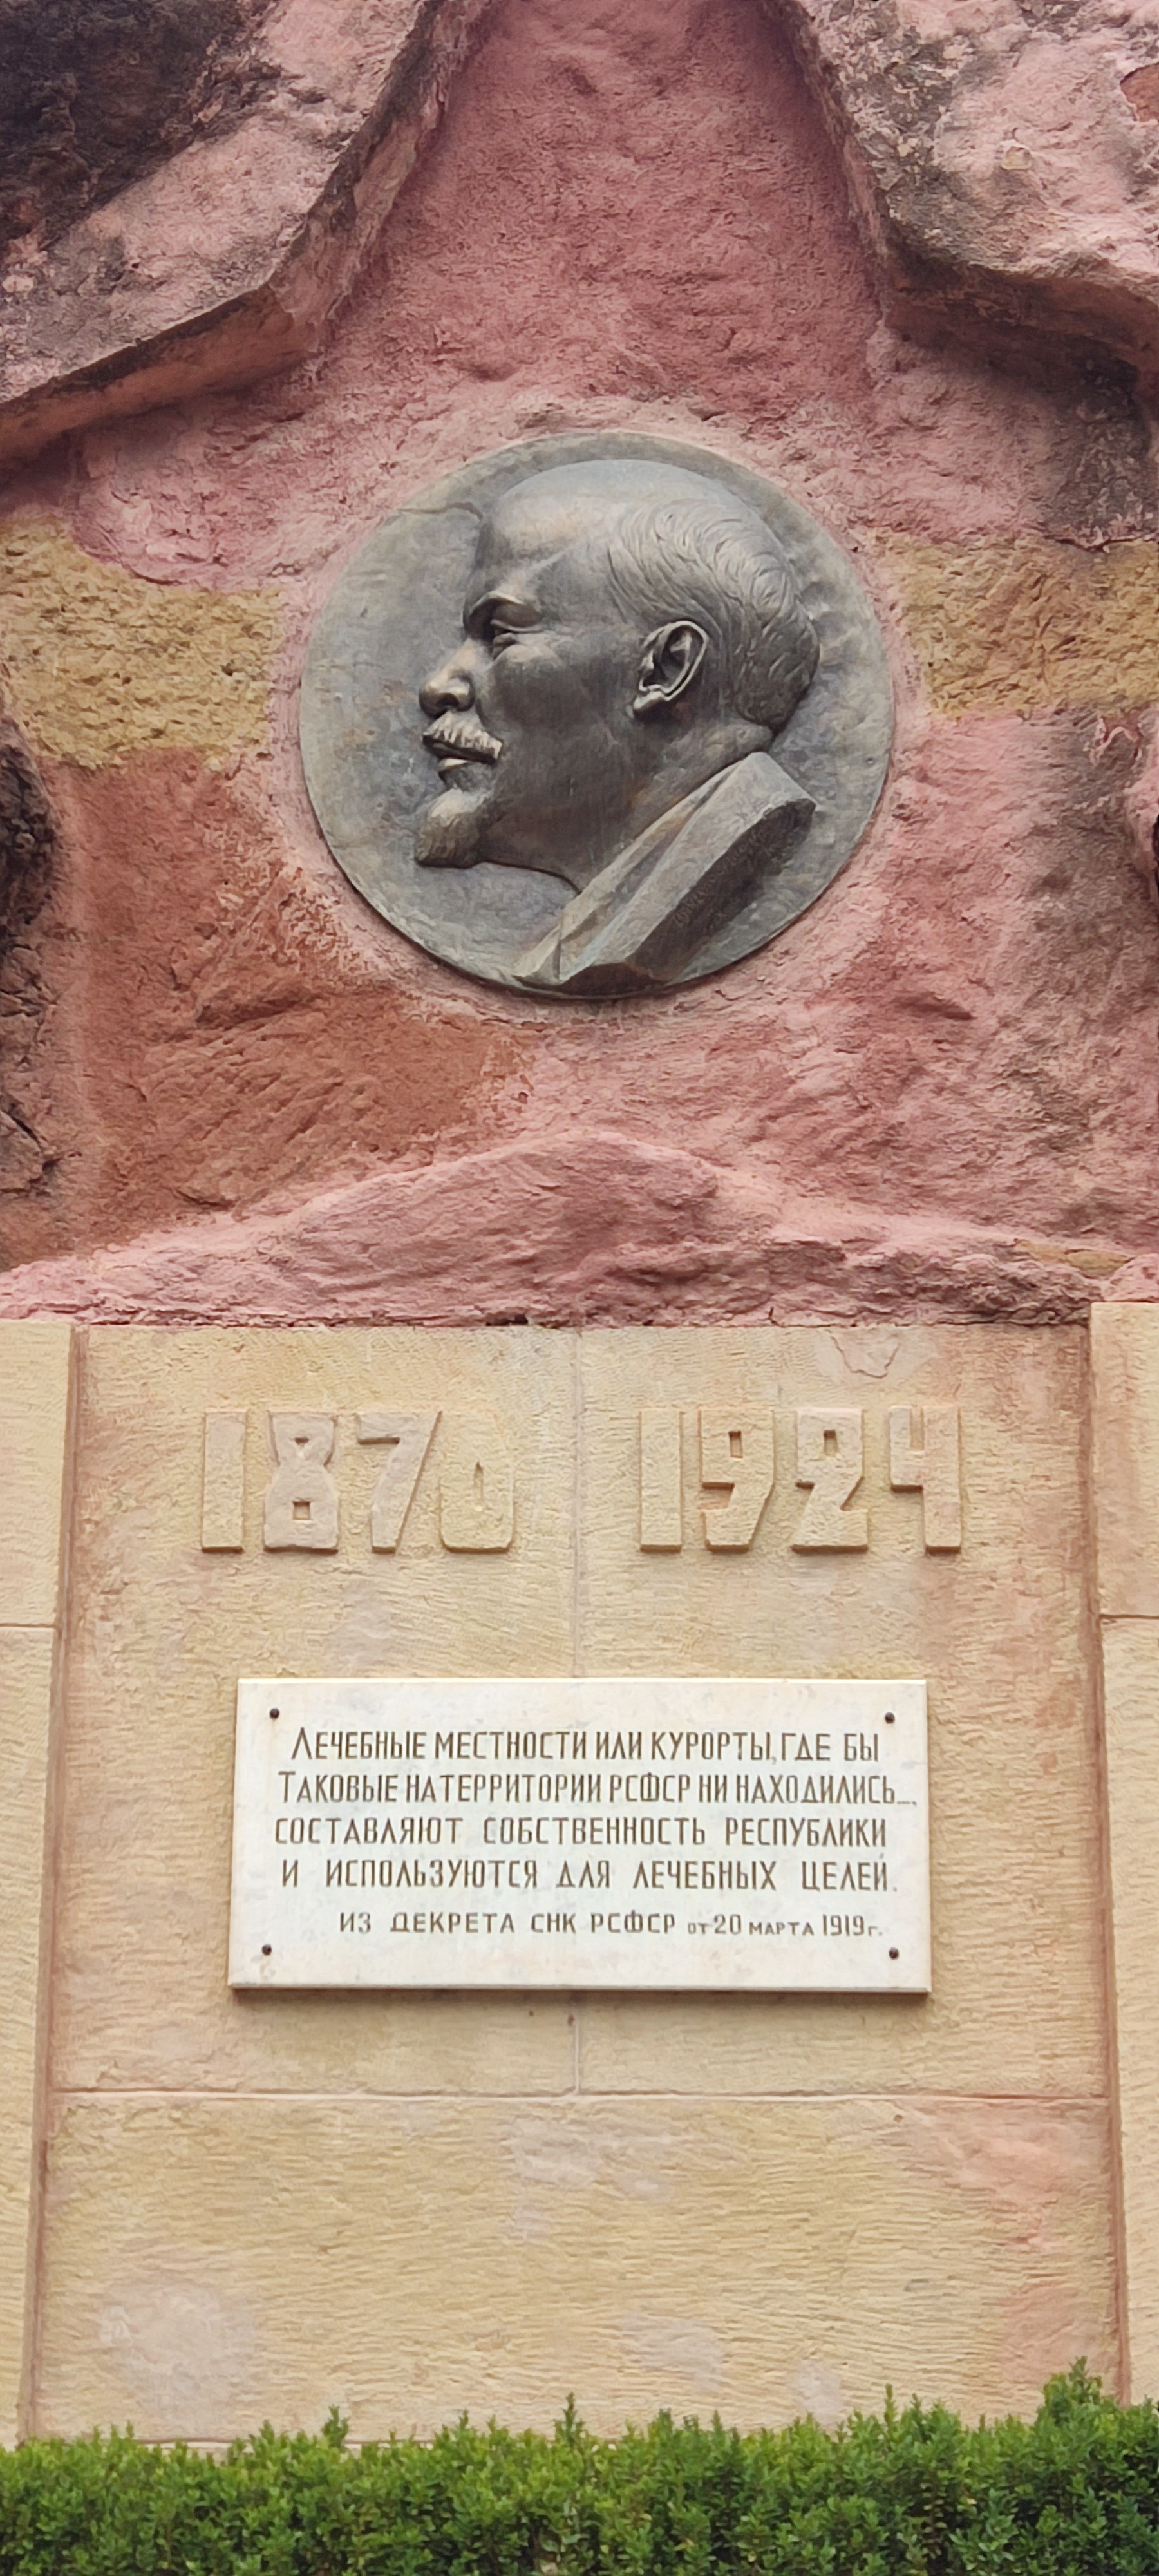 1870 1924
Лечебные местности или курорты, где бы
таковые на территории РСФСР ни находились...,
составляют собственность республики
и используются для лечебных целей.
из декрета СНК РСФСР от 20 марта 1919г.